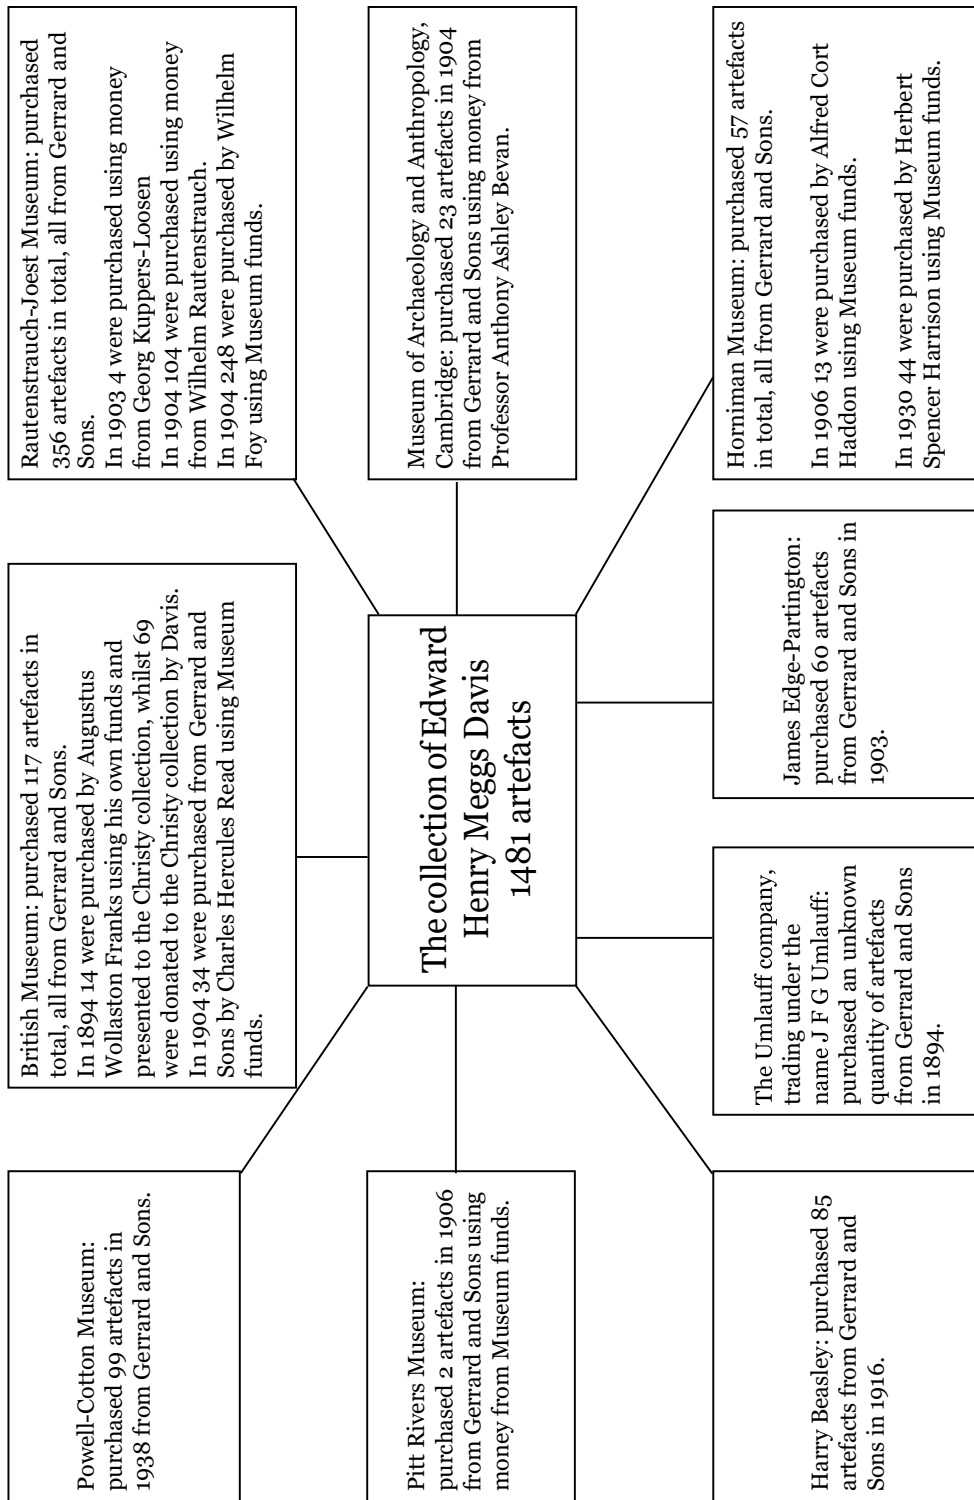 Powell-Cotton Museum:
purchased 99 artefacts in
1938 from Gerrard and Sons.
British Museum: purchased 117 artefacts in
total, all from Gerrard and Sons.
In 1894 14 were purchased by Augustus
Wollaston Franks using his own funds and
presented to the Christy collection, whilst 69
were donated to the Christy collection by Davis.
In 1904 34 were purchased from Gerrard and
Sons by Charles Hercules Read using Museum
funds.
Rautenstrauch-Joest Museum: purchased
356 artefacts in total, all from Gerrard and
Sons.
In 1903 4 were purchased using money
from Georg Kuppers-Loosen
In 1904 104 were purchased using money
from Wilhelm Rautenstrauch.
In 1904 248 were purchased by Wilhelm
Foy using Museum funds.
Pitt Rivers Museum:
purchased 2 artefacts in 1906
from Gerrard and Sons using
money from Museum funds.
The collection of Edward
Henry Meggs Davis
1481 artefacts
Museum of Archaeology and Anthropology,
Cambridge: purchased 23 artefacts in 1904
from Gerrard and Sons using money from
Professor Anthony Ashley Bevan.
Harry Beasley: purchased 85
artefacts from Gerrard and
Sons in 1916.
The Umlauff company,
trading under the
name J F G Umlauff:
purchased an unknown
quantity of artefacts
from Gerrard and Sons
in 1894.
James Edge-Partington:
purchased 60 artefacts
from Gerrard and Sons in
1903.
Horniman Museum: purchased 57 artefacts
in total, all from Gerrard and Sons.
In 1906 13 were purchased by Alfred Cort
Haddon using Museum funds.
In 1930 44 were purchased by Herbert
Spencer Harrison using Museum funds.